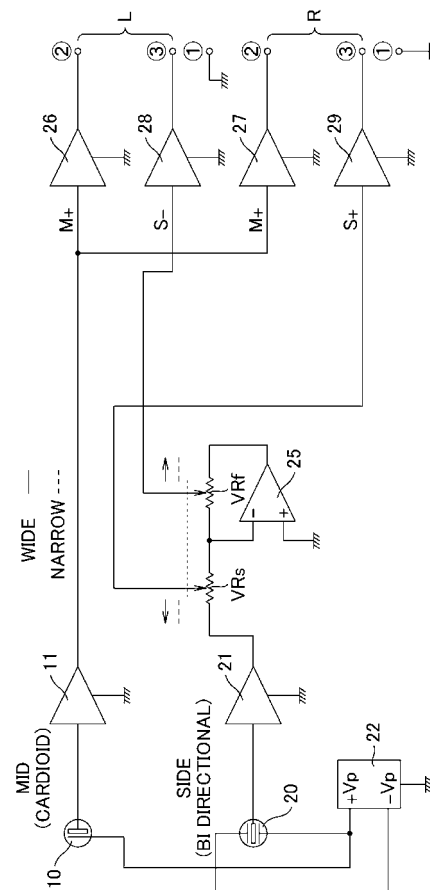 MID
(CARDIOID)
WIDE —
NARROW ---
10
11
M+
26
②
L
S−
28
③
①
SIDE
(BI DIRECTIONAL)
20
21
VRs
VRf
−
+
25
M+
27
②
R
S+
29
③
①
+Vp
−Vp
22